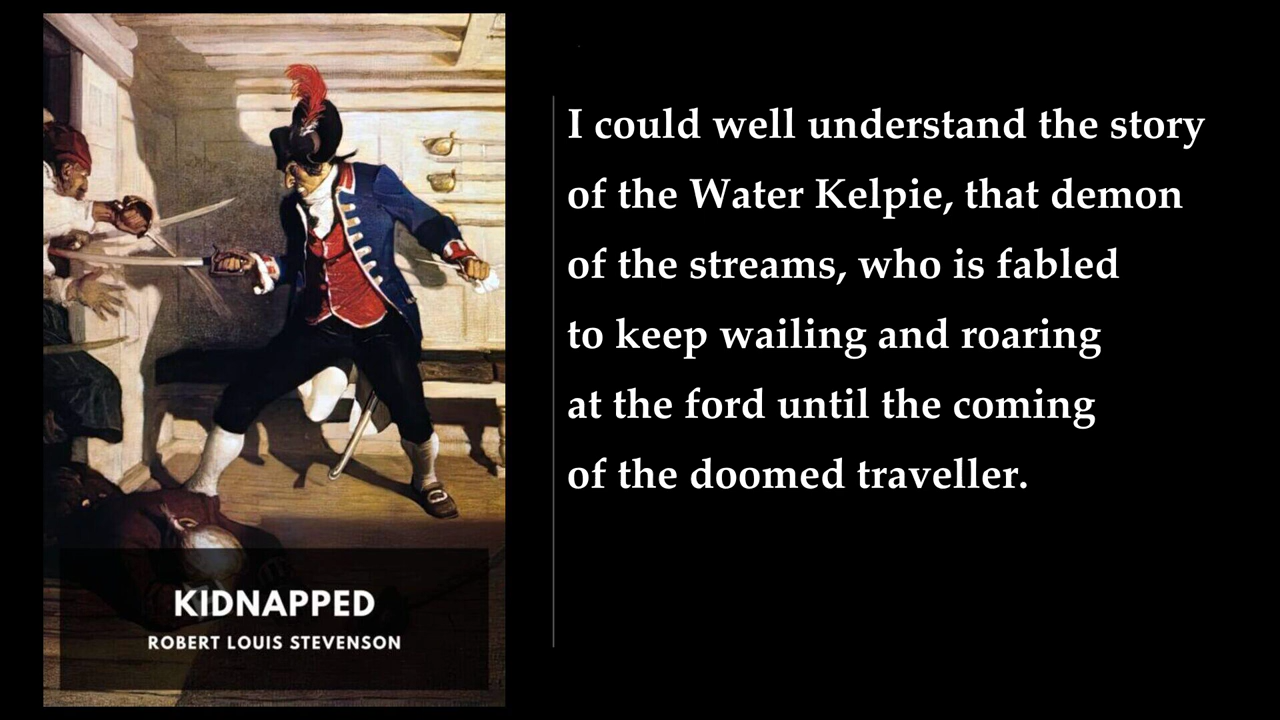 KIDNAPPED
ROBERT LOUIS STEVENSON
I could well understand the story
of the Water Kelpie, that demon
of the streams, who is fabled
to keep wailing and roaring
at the ford until the coming
of the doomed traveller.